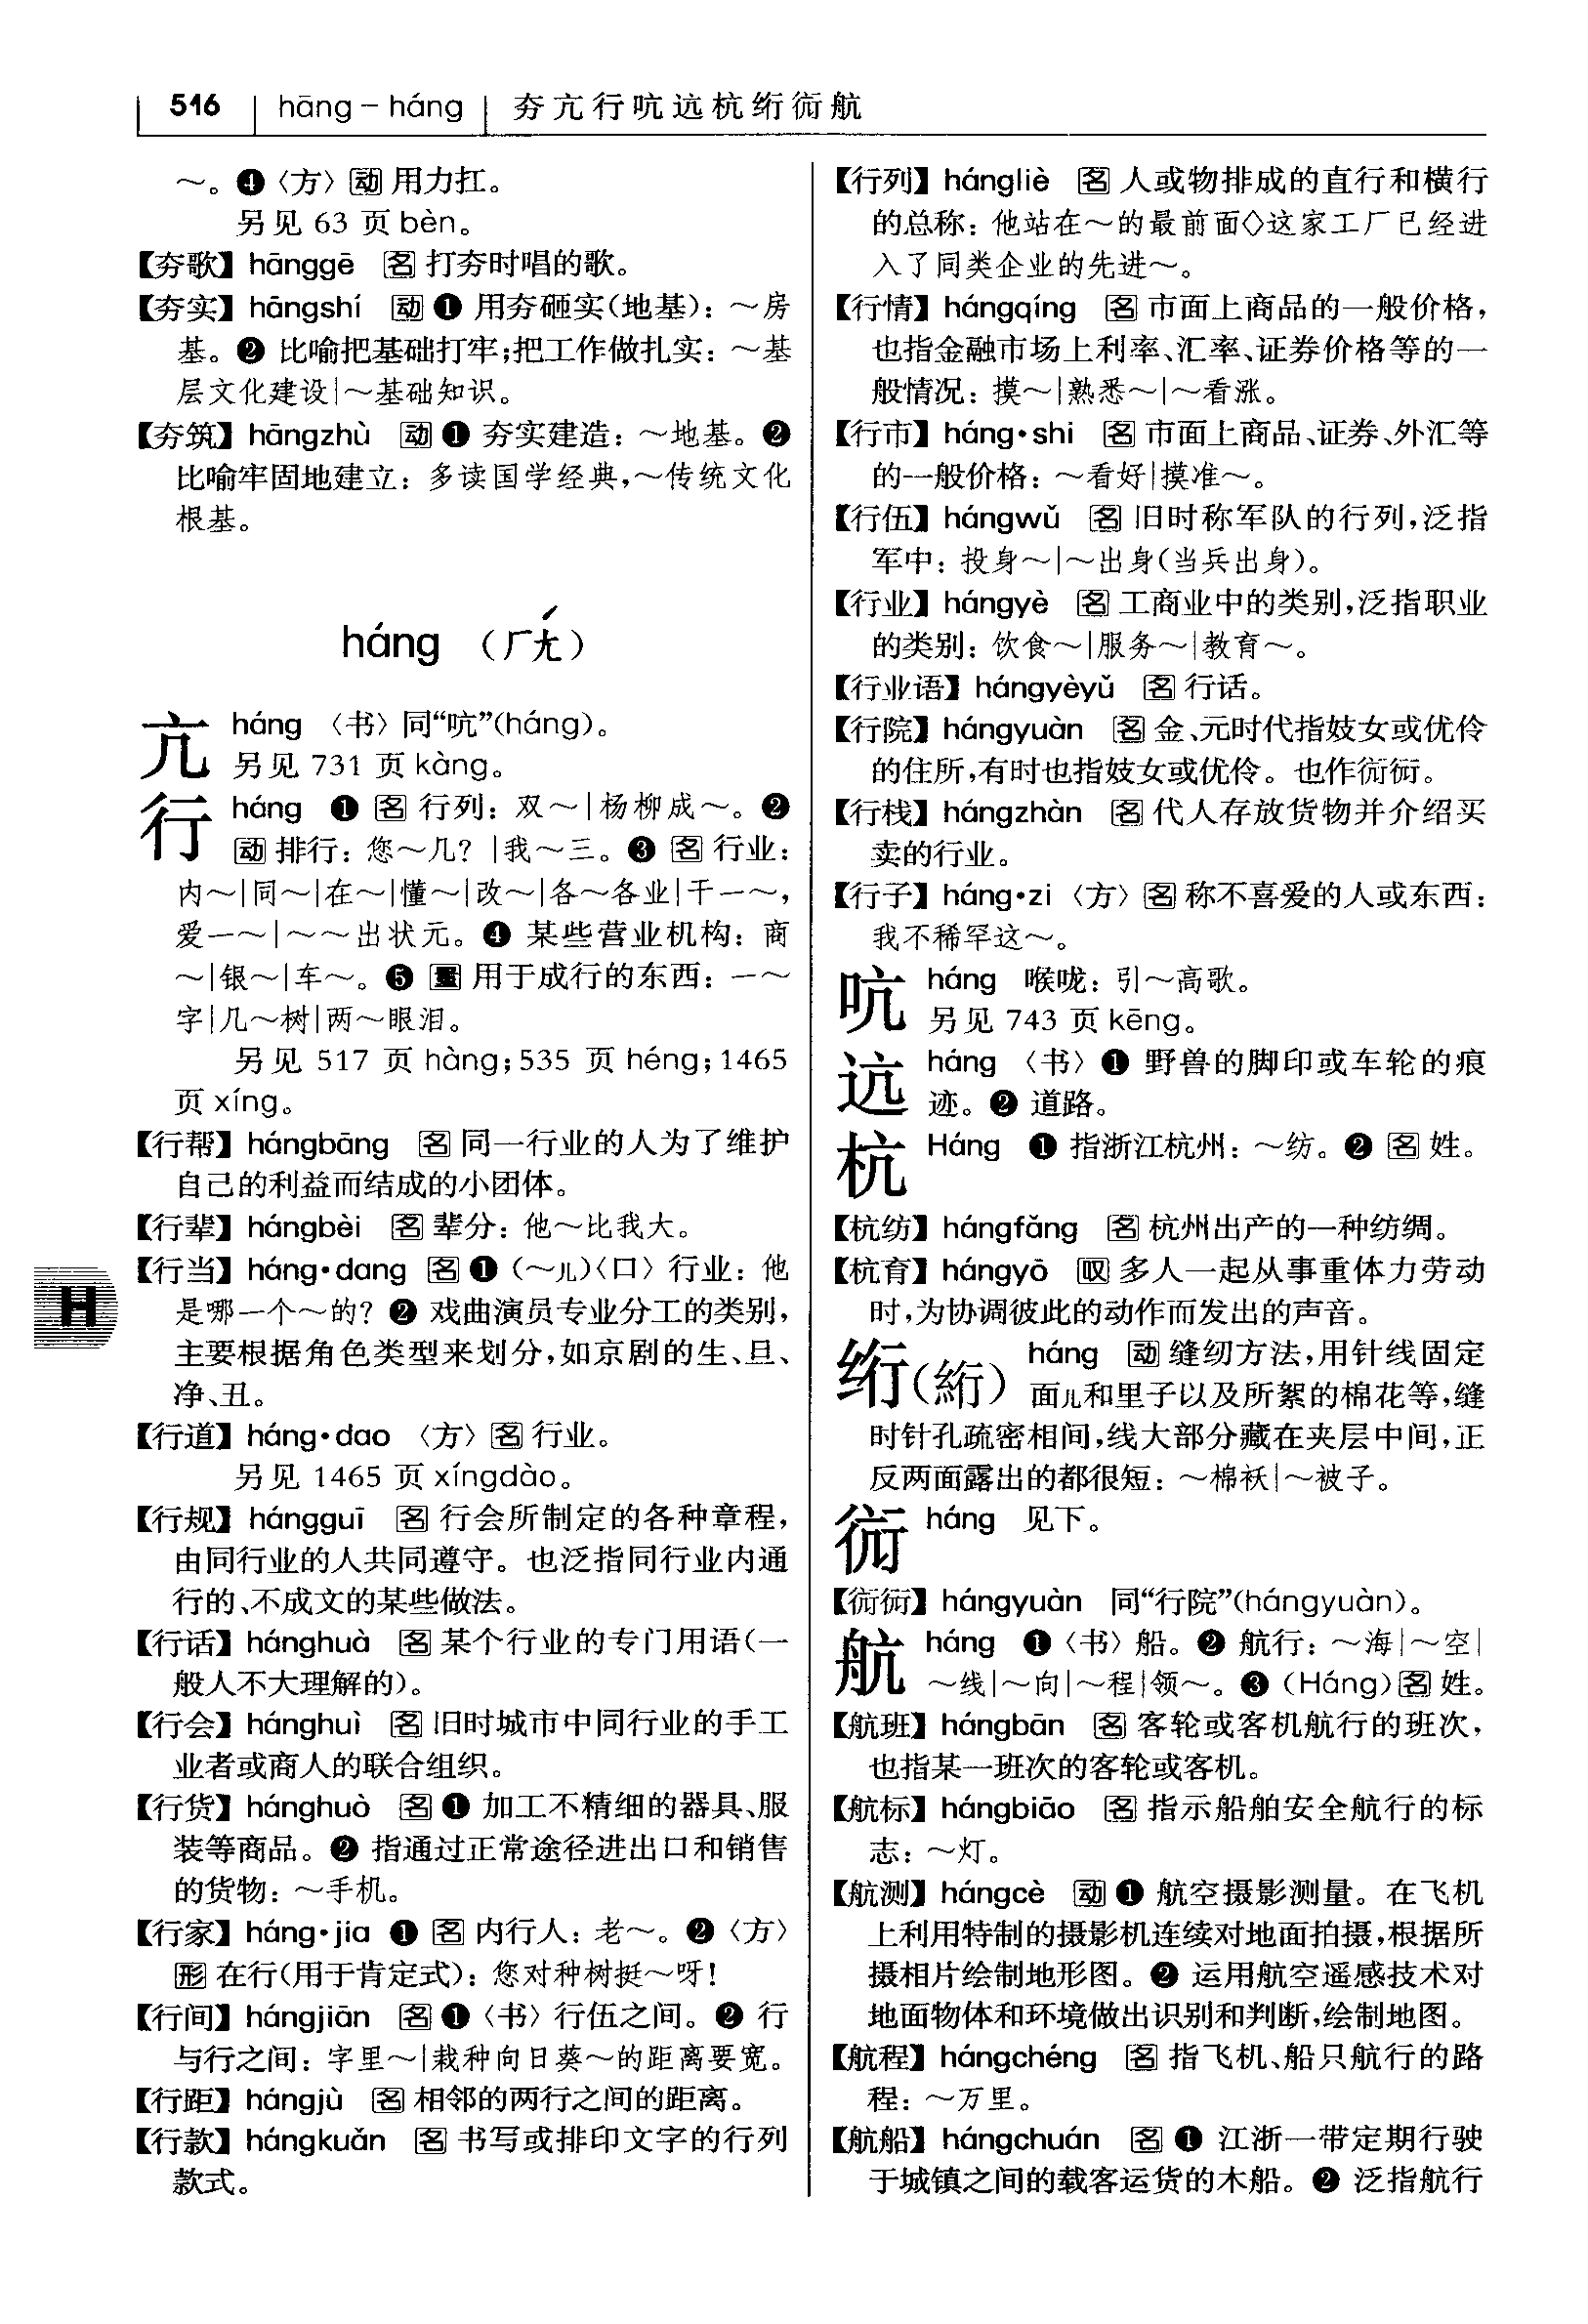 516 hāng－háng 夯亢行吭迒杭绗衏航
～。❹〈方〉动 用力扛。
另见 63 页 bèn。
【夯歌】hānggē 名 打夯时唱的歌。
【夯实】hāngshí 动 ❶ 用夯砸实(地基)：～房
基。❷ 比喻把基础打牢；把工作做扎实：～基
层文化建设|～基础知识。
【夯筑】hāngzhù 动 ❶ 夯实建造：～地基。❷
比喻牢固地建立：多读国学经典，～传统文化
根基。
háng （ㄏㄤˊ）
亢 háng 〈书〉同“吭”(háng)。
另见 731 页 kàng。
行 háng ❶ 名 行列：双～|杨柳成～。❷
动 排行：您～几？|我～三。❸ 名 行业：
内～|同～|在～|懂～|改～|各～各业|干一～，
爱一～|～～出状元。❹ 某些营业机构：商
～|银～|车～。❺ 量 用于成行的东西：一～
字|几～树|两～眼泪。
另见 517 页 hàng；535 页 héng；1465
页 xíng。
【行帮】hángbāng 名 同一行业的人为了维护
自己的利益而结成的小团体。
【行辈】hángbèi 名 辈分：他～比我大。
【行当】háng·dang 名 ❶（～儿）〈口〉行业：他
是哪一个～的？❷ 戏曲演员专业分工的类别，
主要根据角色类型来划分，如京剧的生、旦、
净、丑。
【行道】háng·dao 〈方〉名 行业。
另见 1465 页 xíngdào。
【行规】hángguī 名 行会所制定的各种章程，
由同行业的人共同遵守。也泛指同行业内通
行的、不成文的某些做法。
【行话】hánghuà 名 某个行业的专门用语(一
般人不大理解的)。
【行会】hánghuì 名 旧时城市中同行业的手工
业者或商人的联合组织。
【行货】hánghuò 名 ❶ 加工不精细的器具、服
装等商品。❷ 指通过正常途径进出口和销售
的货物：～手机。
【行家】háng·jia ❶ 名 内行人：老～。❷〈方〉
形 在行(用于肯定式)：您对种树挺～呀！
【行间】hángjiān 名 ❶〈书〉行伍之间。❷ 行
与行之间：字里～|栽种向日葵～的距离要宽。
【行距】hángjù 名 相邻的两行之间的距离。
【行款】hángkuǎn 名 书写或排印文字的行列
款式。
H
【行列】hángliè 名 人或物排成的直行和横行
的总称：他站在～的最前面◇这家工厂已经进
入了同类企业的先进～。
【行情】hángqíng 名 市面上商品的一般价格，
也指金融市场上利率、汇率、证券价格等的一
般情况：摸～|熟悉～|～看涨。
【行市】háng·shi 名 市面上商品、证券、外汇等
的一般价格：～看好|摸准～。
【行伍】hángwǔ 名 旧时称军队的行列，泛指
军中：投身～|～出身(当兵出身)。
【行业】hángyè 名 工商业中的类别，泛指职业
的类别：饮食～|服务～|教育～。
【行业语】hángyèyǔ 名 行话。
【行院】hángyuàn 名 金、元时代指妓女或优伶
的住所，有时也指妓女或优伶。也作衏衏。
【行栈】hángzhàn 名 代人存放货物并介绍买
卖的行业。
【行子】háng·zi 〈方〉名 称不喜爱的人或东西：
我不稀罕这～。
吭 háng 喉咙：引～高歌。
另见 743 页 kēng。
迒 háng 〈书〉❶ 野兽的脚印或车轮的痕
迹。❷ 道路。
杭 Háng ❶ 指浙江杭州：～纺。❷ 名 姓。
【杭纺】hángfǎng 名 杭州出产的一种纺绸。
【杭育】hángyō 叹 多人一起从事重体力劳动
时，为协调彼此的动作而发出的声音。
绗(絎) háng 动 缝纫方法，用针线固定
面儿和里子以及所絮的棉花等，缝
时针孔疏密相间，线大部分藏在夹层中间，正
反两面露出的都很短：～棉袄|～被子。
衏 háng 见下。
【衏衏】hángyuàn 同“行院”(hángyuàn)。
航 háng ❶〈书〉船。❷ 航行：～海|～空|
～线|～向|～程|领～。❸（Háng）名 姓。
【航班】hángbān 名 客轮或客机航行的班次，
也指某一班次的客轮或客机。
【航标】hángbiāo 名 指示船舶安全航行的标
志：～灯。
【航测】hángcè 动 ❶ 航空摄影测量。在飞机
上利用特制的摄影机连续对地面拍摄，根据所
摄相片绘制地形图。❷ 运用航空遥感技术对
地面物体和环境做出识别和判断，绘制地图。
【航程】hángchéng 名 指飞机、船只航行的路
程：～万里。
【航船】hángchuán 名 ❶ 江浙一带定期行驶
于城镇之间的载客运货的木船。❷ 泛指航行